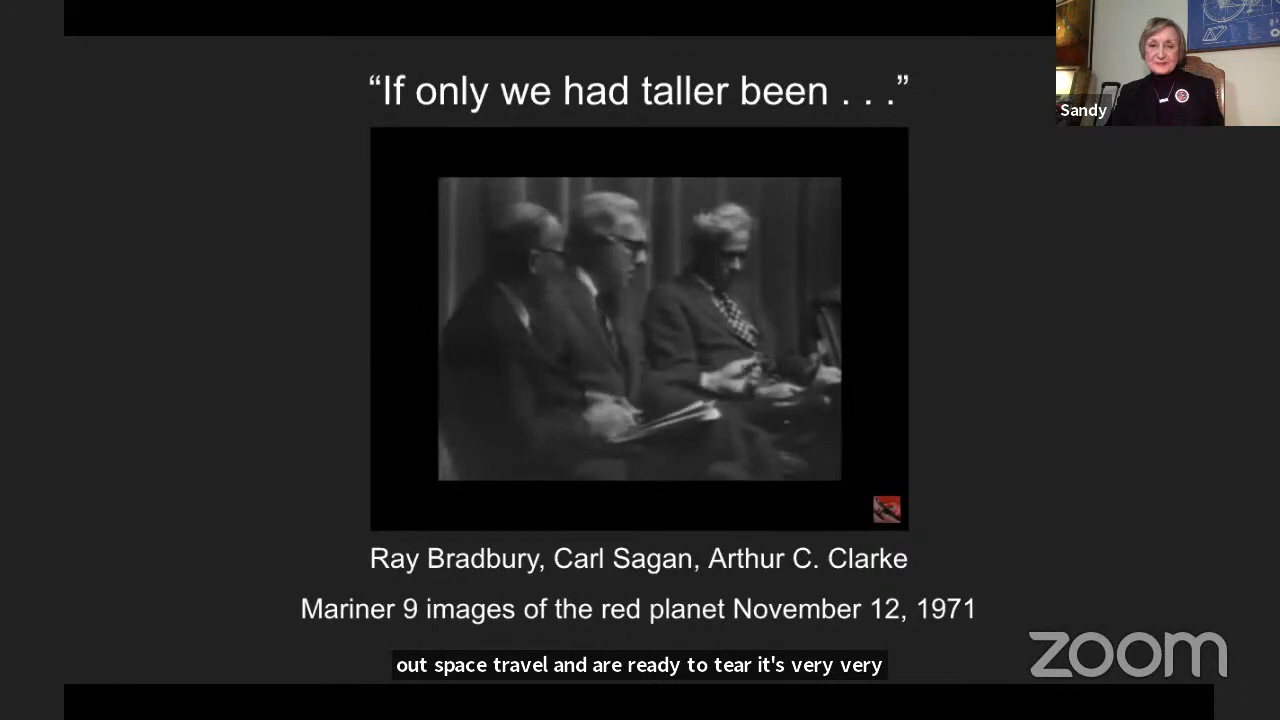 “If only we had taller been . . .”
Sandy
Ray Bradbury, Carl Sagan, Arthur C. Clarke
Mariner 9 images of the red planet November 12, 1971
out space travel and are ready to tear it's very very
zoom